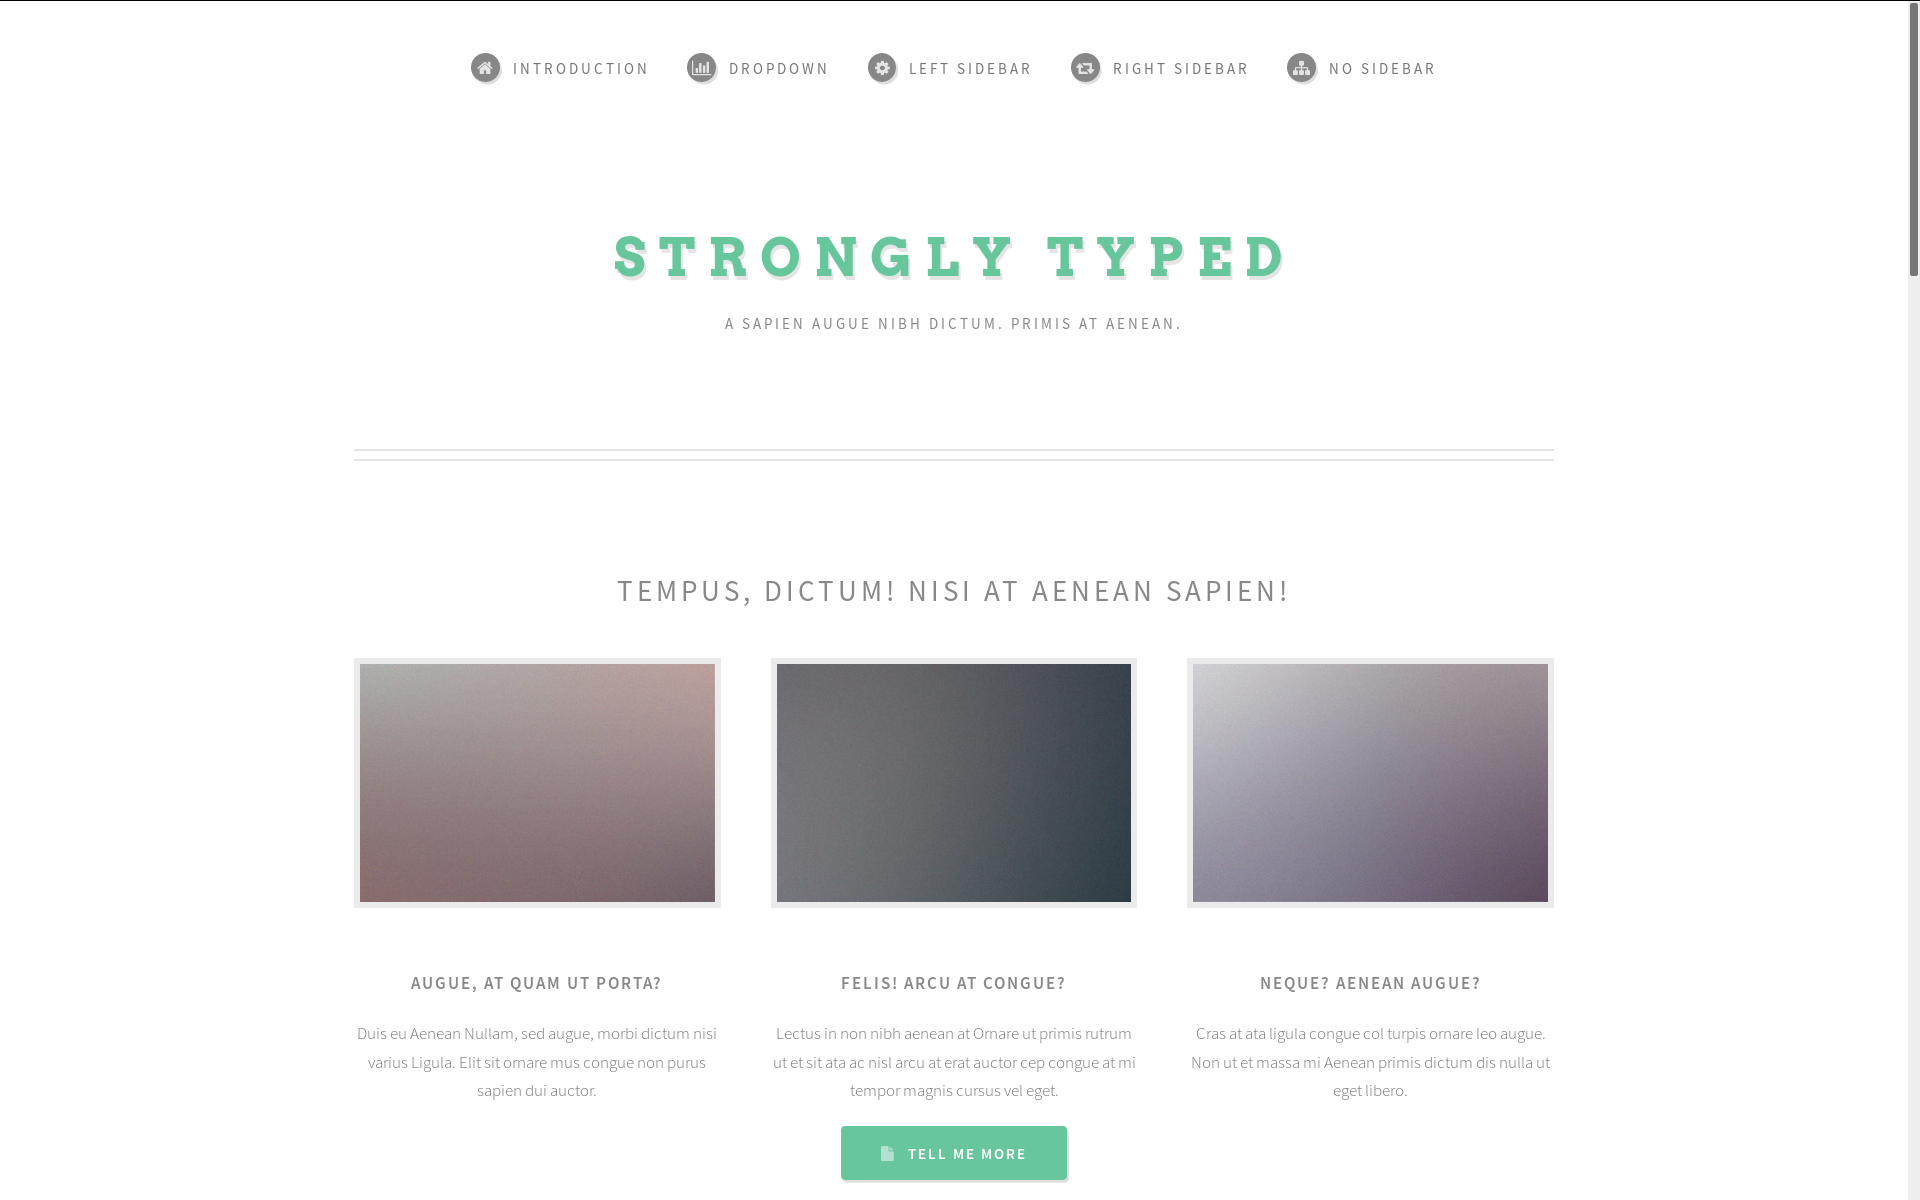 INTRODUCTION
DROPDOWN
LEFT SIDEBAR
RIGHT SIDEBAR
NO SIDEBAR
STRONGLY TYPED
A SAPIEN AUGUE NIBH DICTUM. PRIMIS AT AENEAN.
TEMPUS, DICTUM! NISI AT AENEAN SAPIEN!
AUGUE, AT QUAM UT PORTA?
Duis eu Aenean Nullam, sed augue, morbi dictum nisi
varius Ligula. Elit sit ornare mus congue non purus
sapien dui auctor.
FELIS! ARCU AT CONGUE?
Lectus in non nibh aenean at Ornare ut primis rutrum
ut et sit ata ac nisl arcu at erat auctor cep congue at mi
tempor magnis cursus vel eget.
NEQUE? AENEAN AUGUE?
Cras at ata ligula congue col turpis ornare leo augue.
Non ut et massa mi Aenean primis dictum dis nulla ut
eget libero.
TELL ME MORE